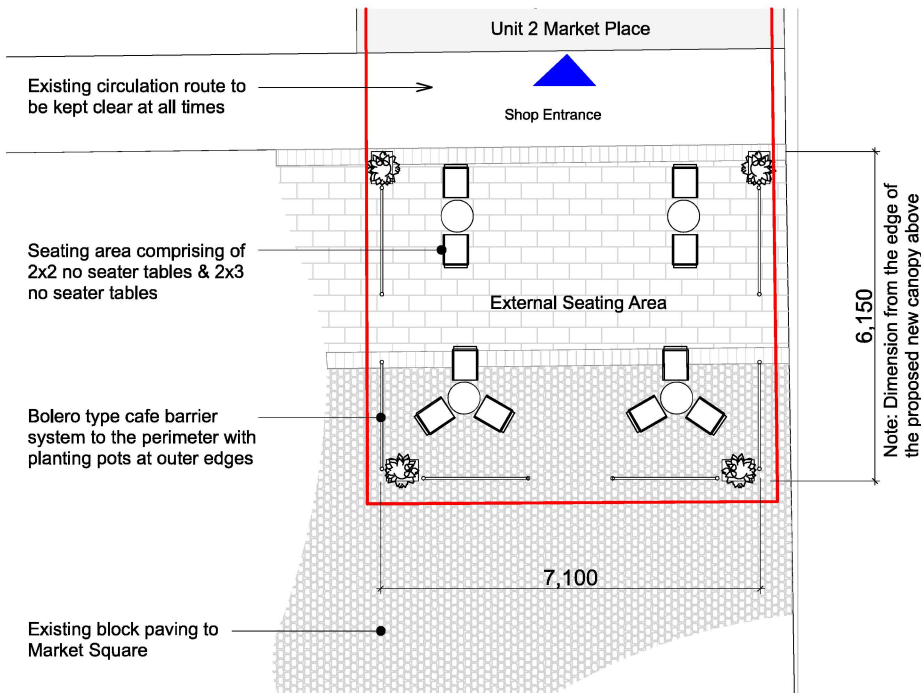 Unit 2 Market Place
Existing circulation route to
be kept clear at all times
Shop Entrance
Seating area comprising of
2x2 no seater tables & 2x3
no seater tables
External Seating Area
6,150
Note: Dimension from the edge of
the proposed new canopy above
Bolero type cafe barrier
system to the perimeter with
planting pots at outer edges
7,100
Existing block paving to
Market Square